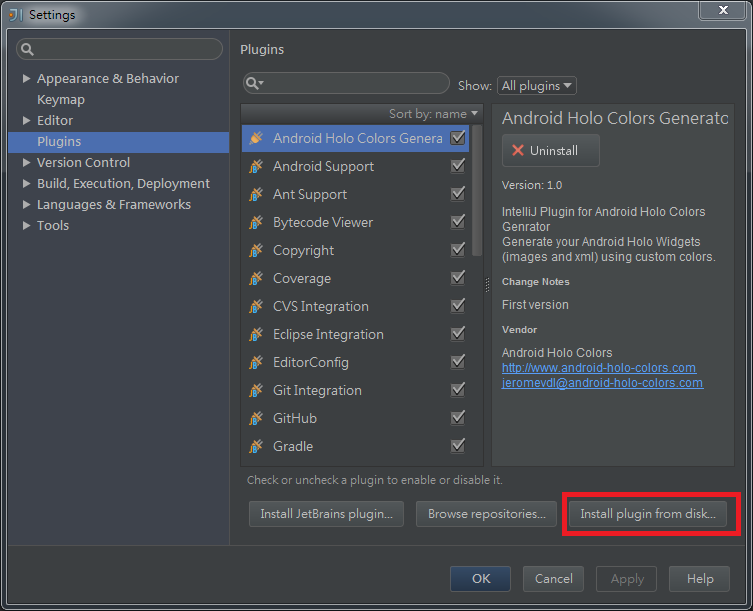 Settings
Plugins
Show: All plugins
Appearance & Behavior
Keymap
Editor
Plugins
Version Control
Build, Execution, Deployment
Languages & Frameworks
Tools
Sort by: name
Android Holo Colors Genera
Android Support
Ant Support
Bytecode Viewer
Copyright
Coverage
CVS Integration
Eclipse Integration
EditorConfig
Git Integration
GitHub
Gradle
Android Holo Colors Generato
Uninstall
Version: 1.0
IntelliJ Plugin for Android Holo Colors
Genrator
Generate your Android Holo Widgets
(images and xml) using custom colors.
Change Notes
First version
Vendor
Android Holo Colors
http://www.android-holo-colors.com
jeromevdl@android-holo-colors.com
Check or uncheck a plugin to enable or disable it.
Install JetBrains plugin...
Browse repositories...
Install plugin from disk...
OK
Cancel
Apply
Help